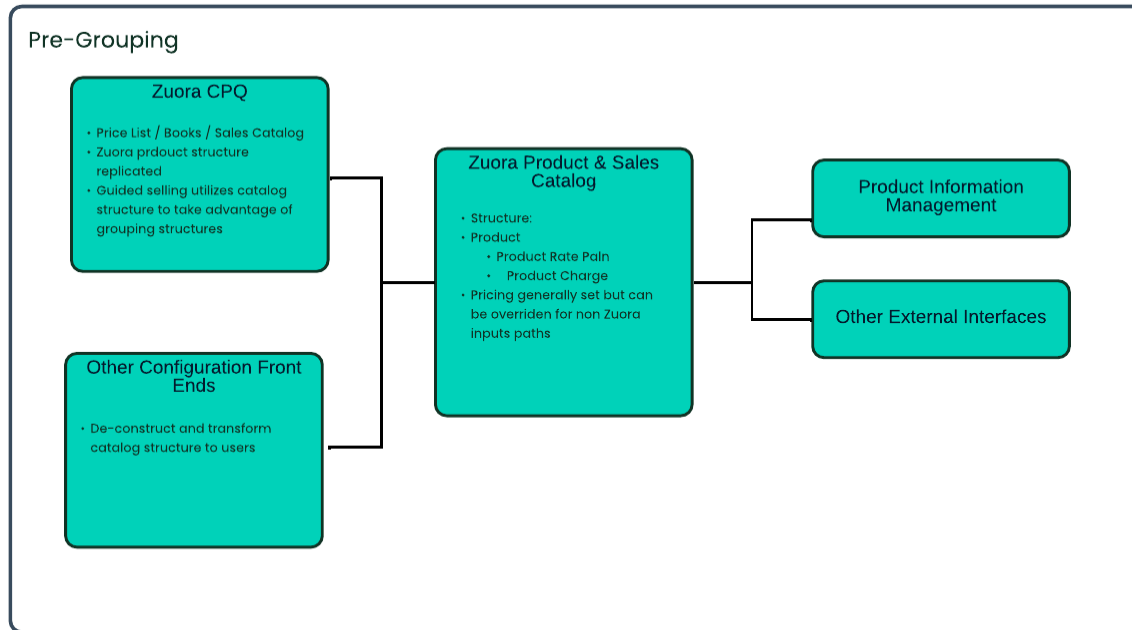 Pre-Grouping
Zuora CPQ
• Price List / Books / Sales Catalog
• Zuora prdouct structure
replicated
• Guided selling utilizes catalog
structure to take advantage of
grouping structures
Other Configuration Front
Ends
• De-construct and transform
catalog structure to users
Zuora Product & Sales
Catalog
• Structure:
• Product
• Product Rate Paln
• Product Charge
• Pricing generally set but can
be overriden for non Zuora
inputs paths
Product Information
Management
Other External Interfaces